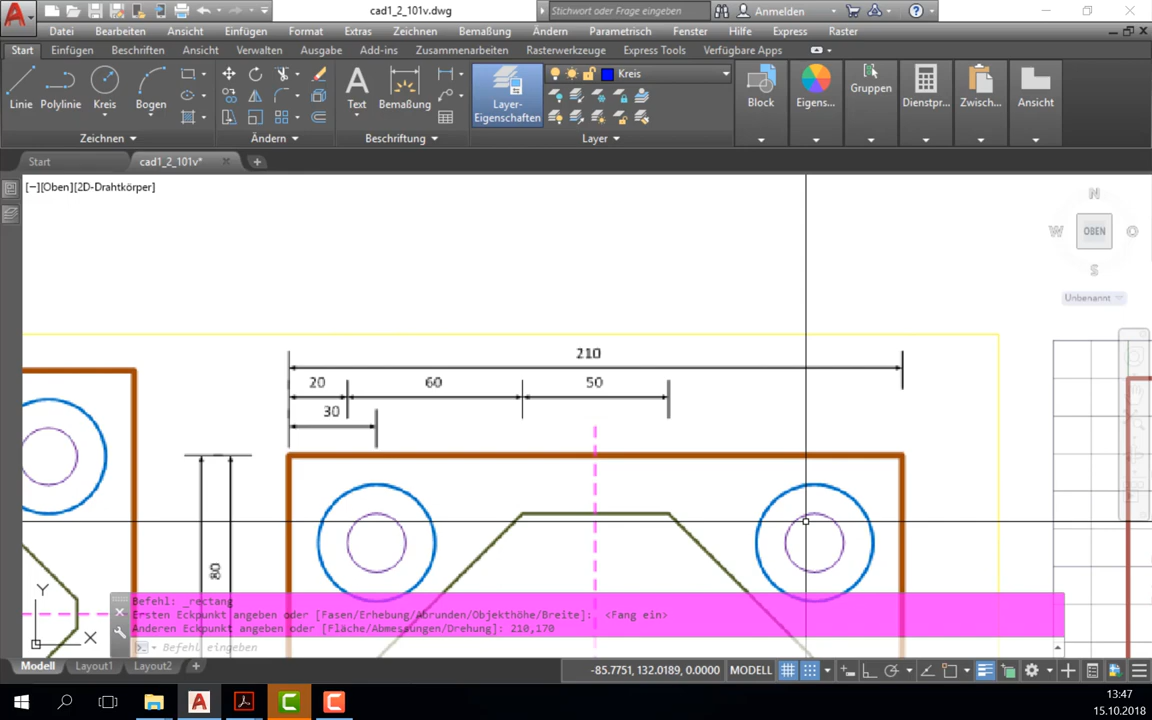 cad1_2_101v.dwg
Stichwort oder Frage eingeben
Anmelden
Datei Bearbeiten Ansicht Einfügen Format Extras Zeichnen Bemaßung Ändern Parametrisch Fenster Hilfe Express Raster
Start Einfügen Beschriften Ansicht Verwalten Ausgabe Add-ins Zusammenarbeiten Rasterwerkzeuge Express Tools Verfügbare Apps
Kreis
Linie Polylinie Kreis Bogen Text Bemaßung Layer-Eigenschaften Block Eigens... Gruppen Dienstpr... Zwisch... Ansicht
Zeichnen Ändern Beschriftung Layer
Start cad1_2_101v*
[−][Oben][2D-Drahtkörper]
N
W OBEN O
S
Unbenannt
210
20 60 50
30
80
Y
X
Befehl: _rectang
Ersten Eckpunkt angeben oder [Fasen/Erhebung/Abrunden/Objekthöhe/Breite]: <Fang ein>
Anderen Eckpunkt angeben oder [Fläche/Abmessungen/Drehung]: 210,170
Befehl eingeben
Modell Layout1 Layout2
-85.7751, 132.0189, 0.0000 MODELL
13:47
15.10.2018